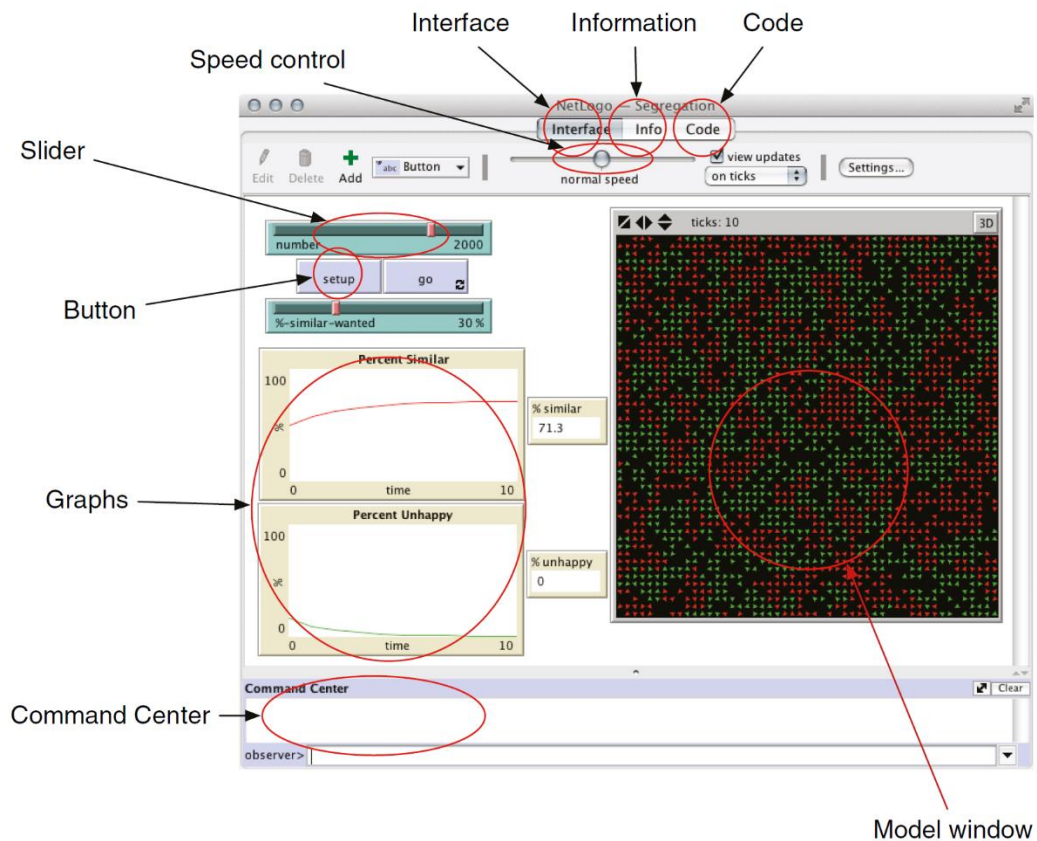 Interface Information Code
Speed control
NetLogo — Segregation
Interface Info Code
Slider
Edit Delete Add abc Button normal speed view updates on ticks Settings...
number 2000
ticks: 10 3D
setup go
Button
%-similar-wanted 30 %
Percent Similar
100
%
0
0 time 10
% similar
71.3
Graphs
Percent Unhappy
100
%
0
0 time 10
% unhappy
0
Command Center Clear
Command Center
observer>
Model window